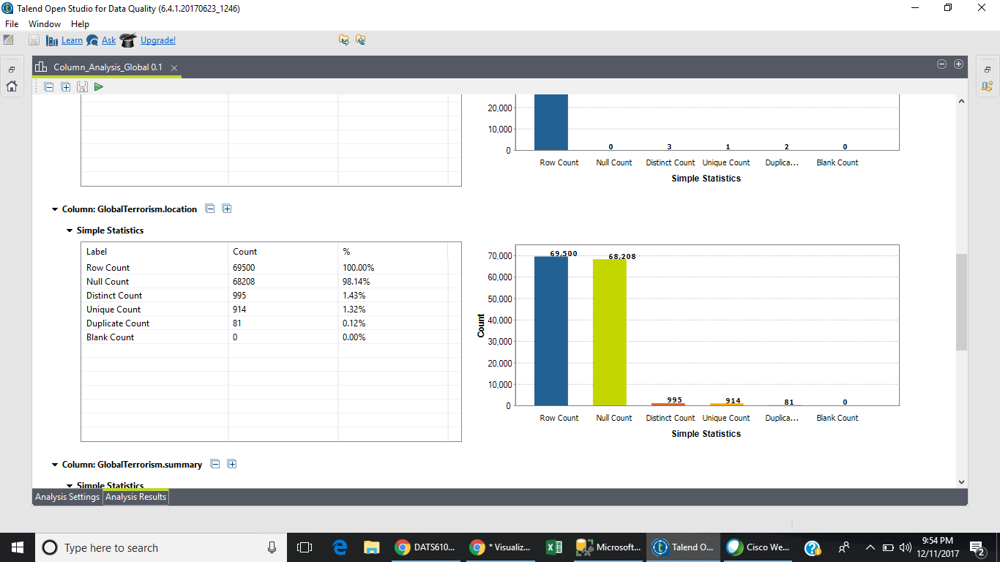 Talend Open Studio for Data Quality (6.4.1.20170623_1246)
File Window Help
Learn Ask Upgrade!
Column_Analysis_Global 0.1
20,000
10,000
0
0 3 1 2 0
Row Count Null Count Distinct Count Unique Count Duplica... Blank Count
Simple Statistics
Column: GlobalTerrorism.location
Simple Statistics
Label Count %
Row Count 69500 100.00%
Null Count 68208 98.14%
Distinct Count 995 1.43%
Unique Count 914 1.32%
Duplicate Count 81 0.12%
Blank Count 0 0.00%
70,000
60,000
50,000
40,000
30,000
20,000
10,000
0
Count
69,500 68,208 995 914 81 0
Row Count Null Count Distinct Count Unique Count Duplica... Blank Count
Simple Statistics
Column: GlobalTerrorism.summary
Simple Statistics
Analysis Settings Analysis Results
Type here to search
DATS610... * Visualiz... Microsoft... Talend O... Cisco We...
9:54 PM
12/11/2017
2